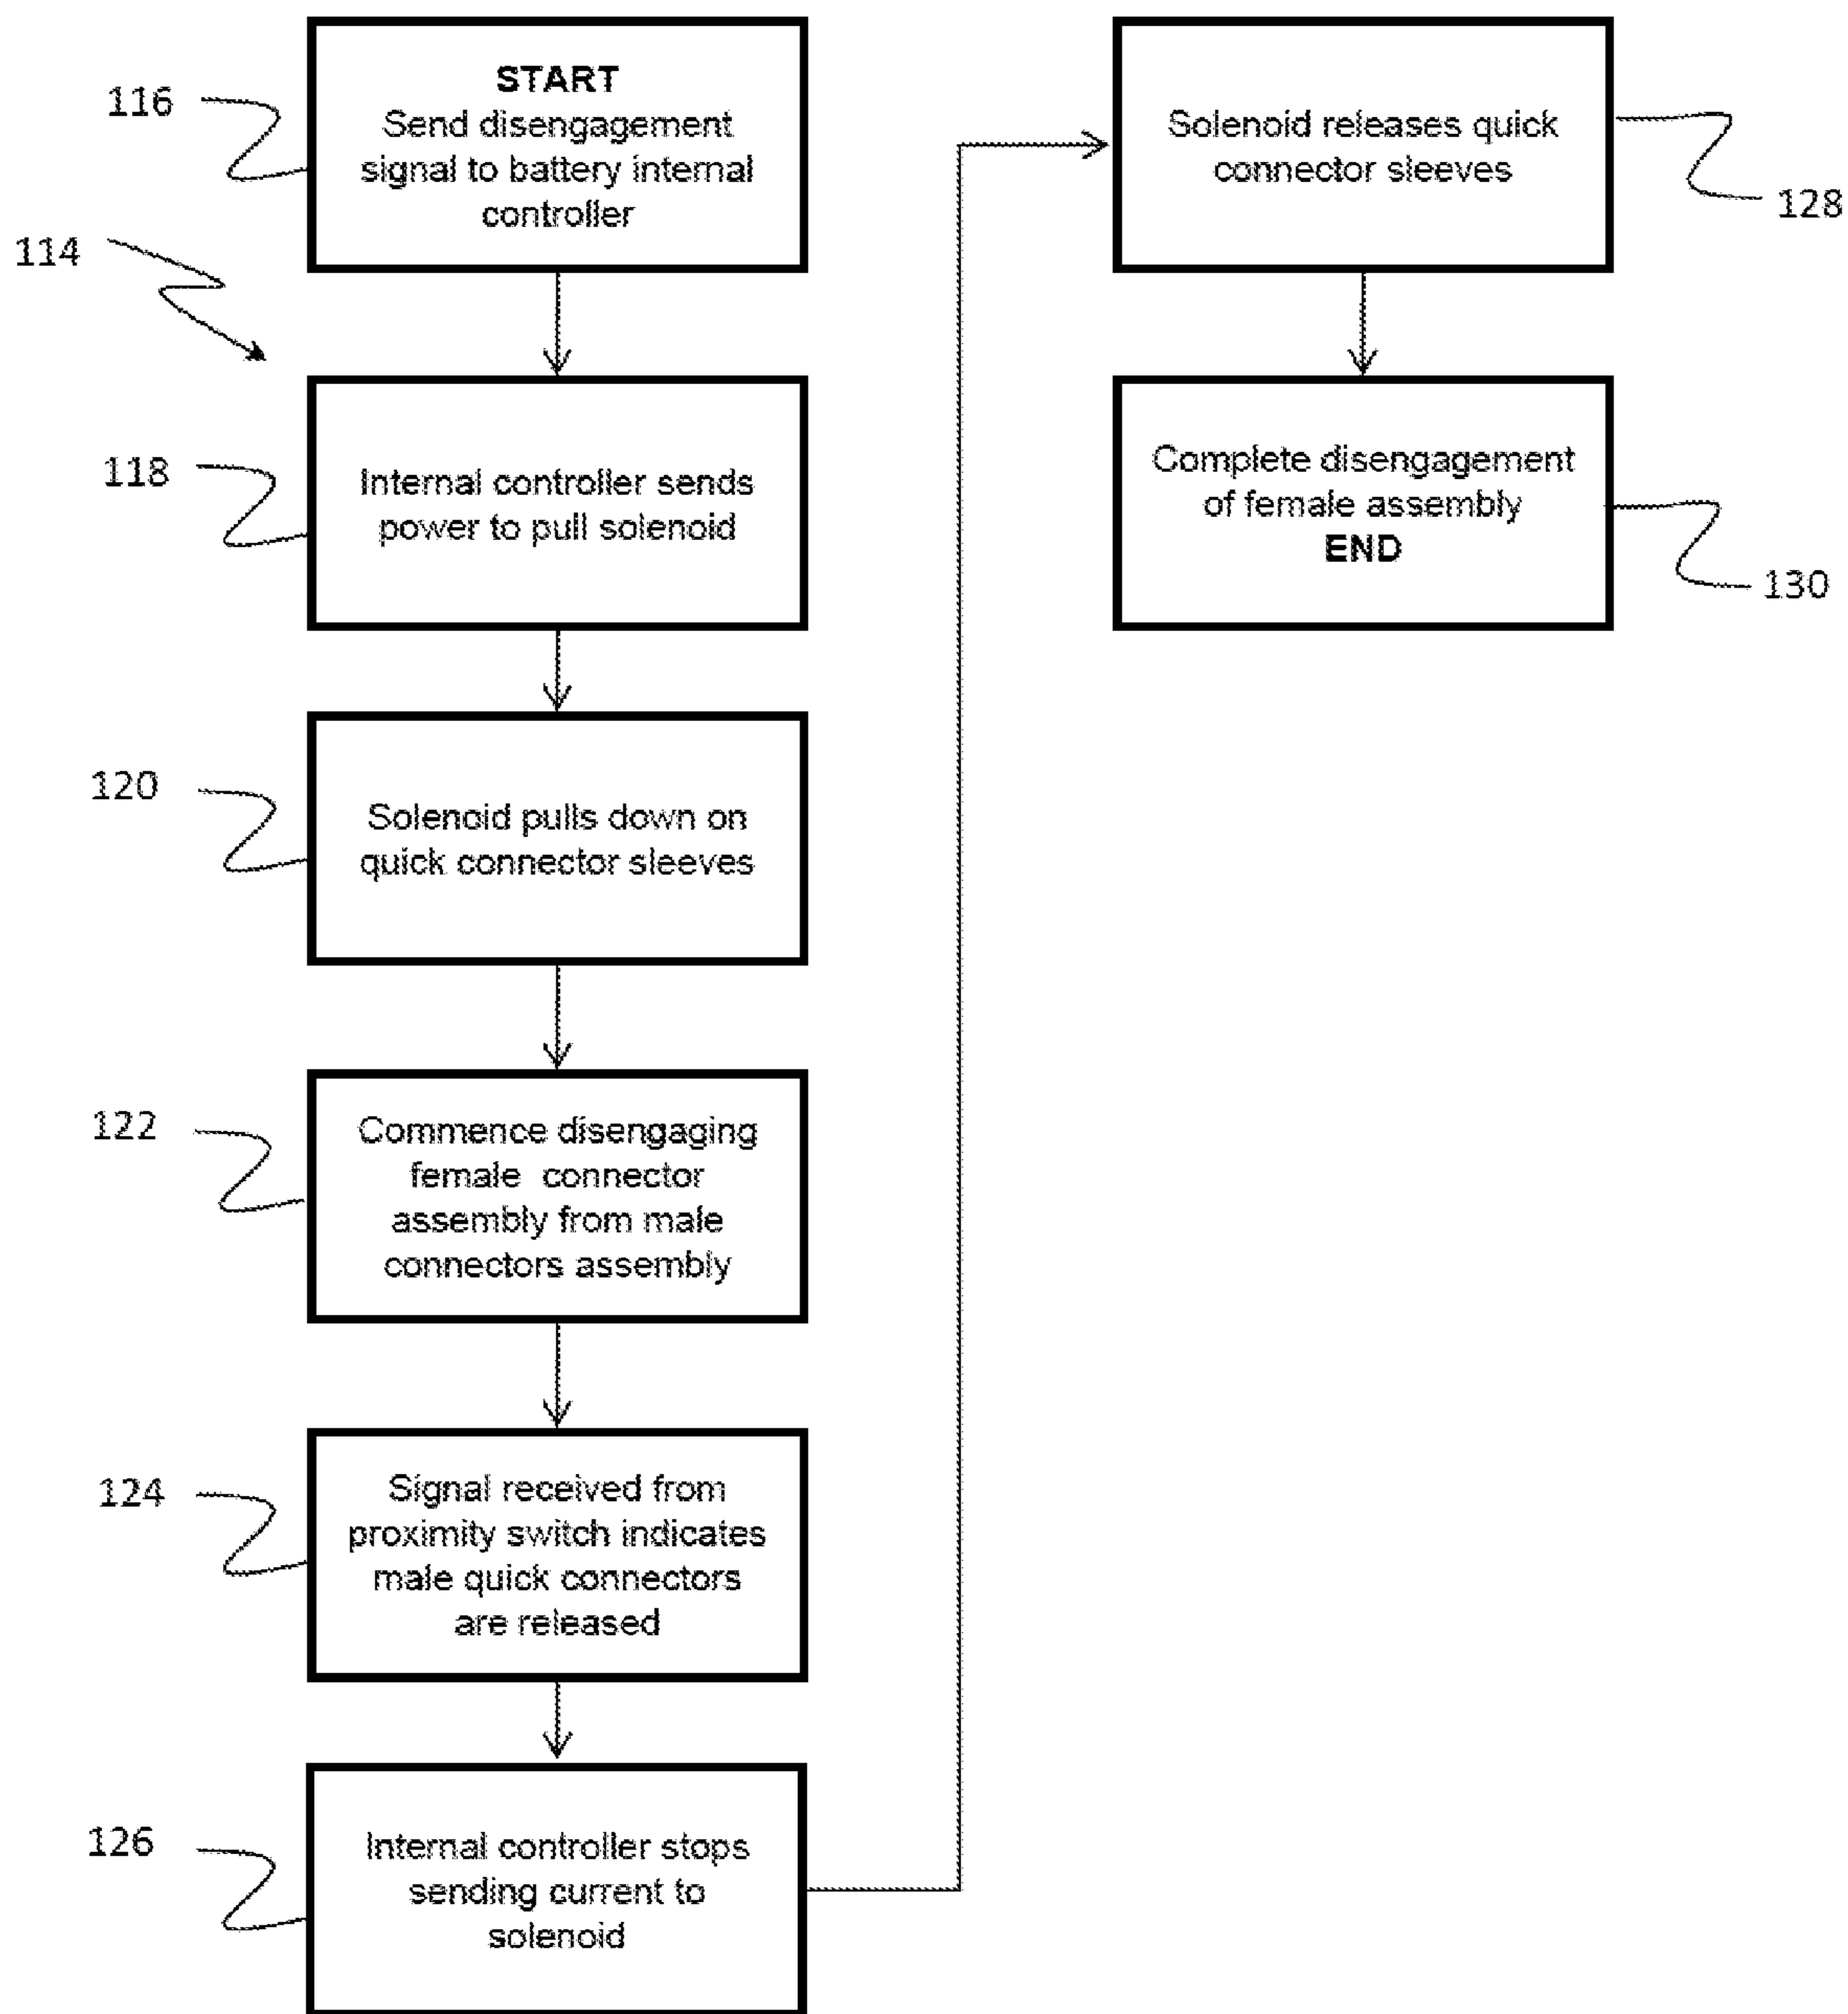 116
START
Send disengagement
signal to battery internal
controller
114
118
Internal controller sends
power to pull solenoid
120
Solenoid pulls down on
quick connector sleeves
122
Commence disengaging
female connector
assembly from male
connectors assembly
124
Signal received from
proximity switch indicates
male quick connectors
are released
126
Internal controller stops
sending current to
solenoid
Solenoid releases quick
connector sleeves
128
Complete disengagement
of female assembly
END
130